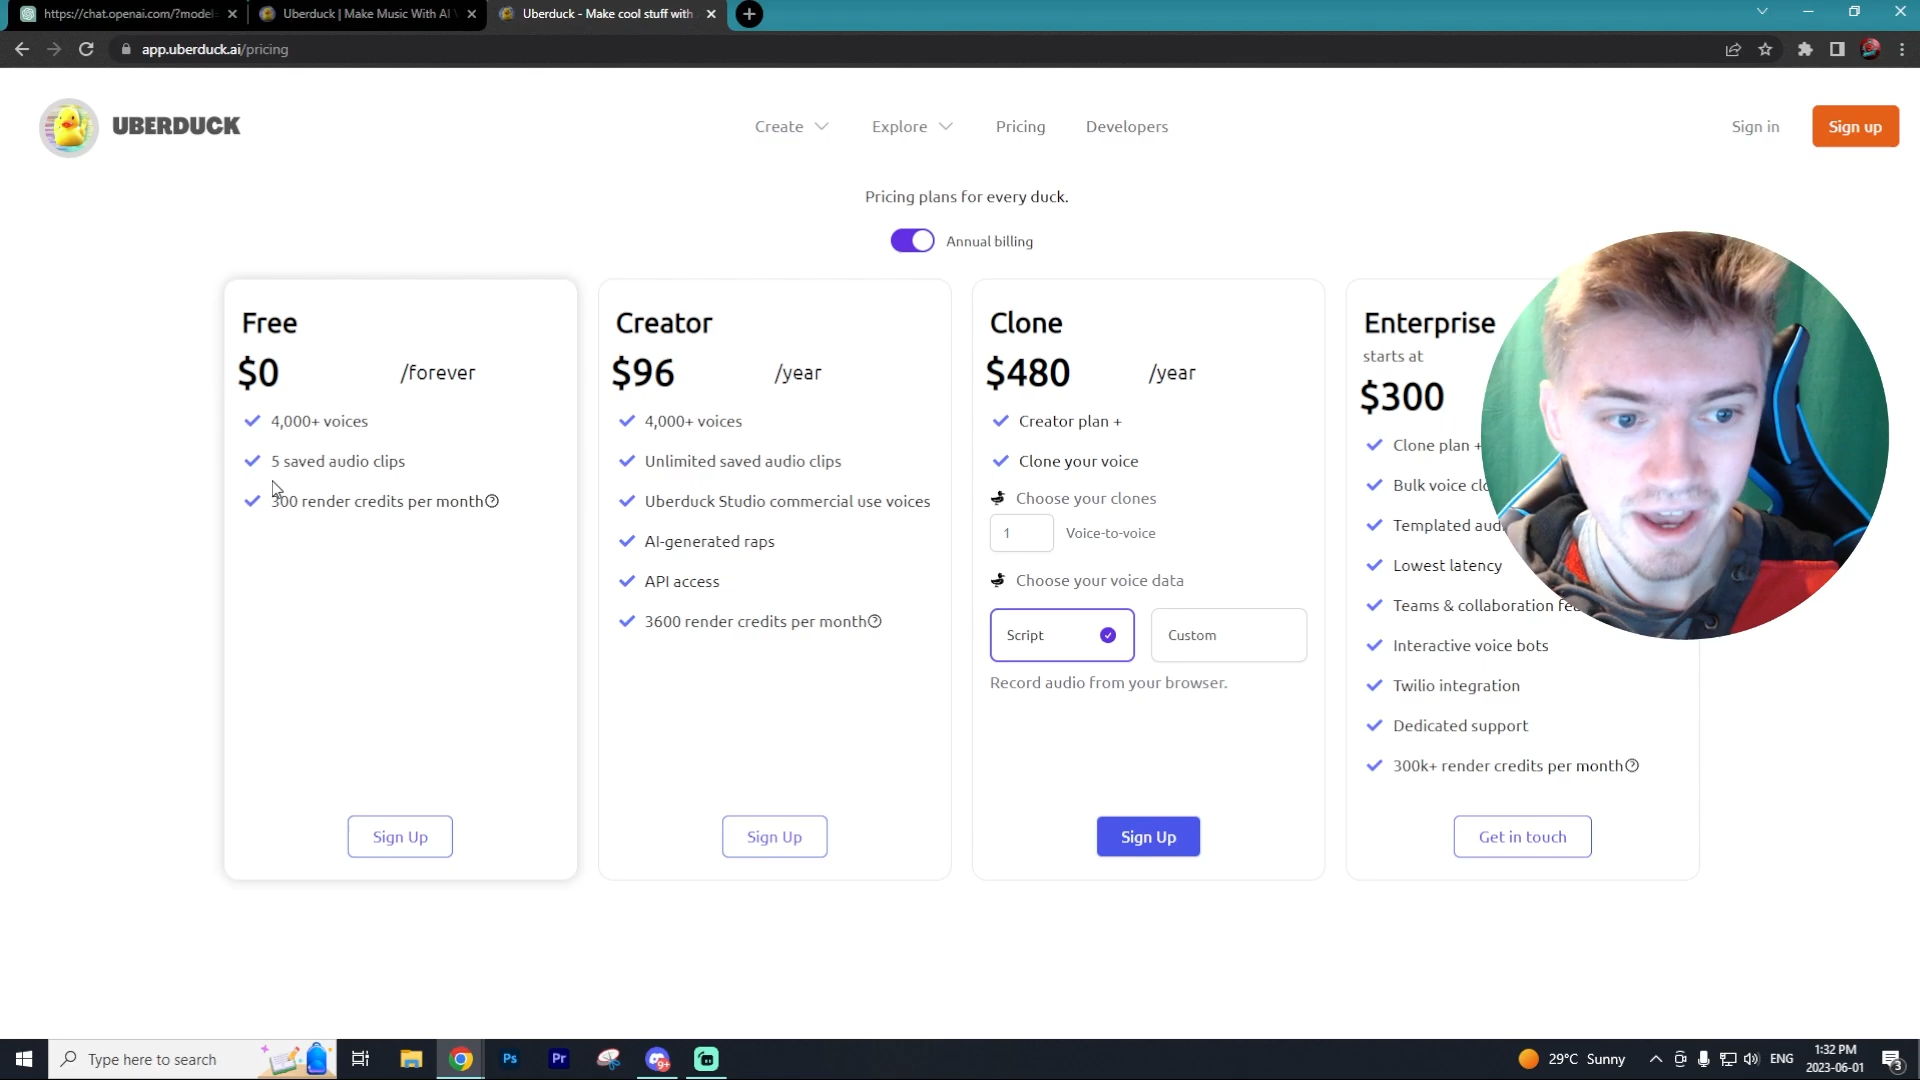 https://chat.openai.com/?model=
Uberduck | Make Music With AI V
Uberduck - Make cool stuff with
app.uberduck.ai/pricing
UBERDUCK
Create
Explore
Pricing
Developers
Sign in
Sign up
Pricing plans for every duck.
Annual billing
Free
$0 /forever
4,000+ voices
5 saved audio clips
300 render credits per month
Sign Up
Creator
$96 /year
4,000+ voices
Unlimited saved audio clips
Uberduck Studio commercial use voices
AI-generated raps
API access
3600 render credits per month
Sign Up
Clone
$480 /year
Creator plan +
Clone your voice
Choose your clones
1 Voice-to-voice
Choose your voice data
Script
Custom
Record audio from your browser.
Sign Up
Enterprise
starts at
$300
Clone plan +
Bulk voice
Lowest latency
Teams & collaboration
Interactive voice bots
Twilio integration
Dedicated support
300k+ render credits per month
Get in touch
Type here to search
Ps
Pr
9+
29°C Sunny
ENG
1:32 PM
2023-06-01
3